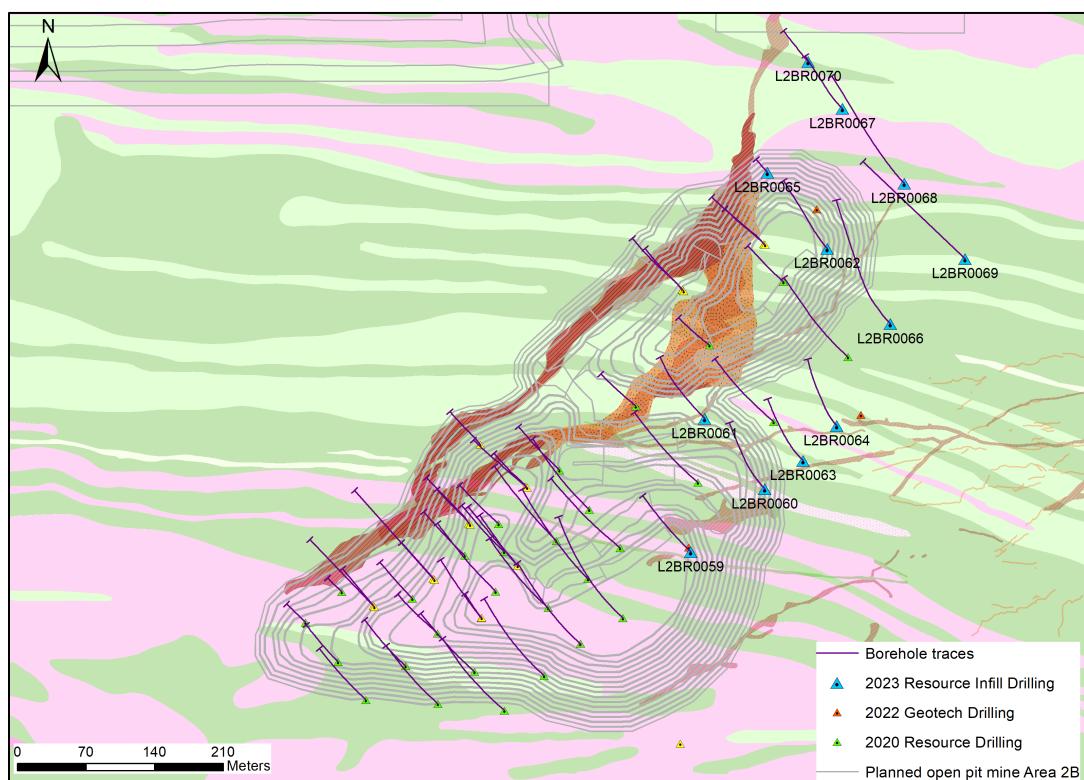 N
L2BR0070
L2BR0067
L2BR0065
L2BR0068
L2BR0062
L2BR0069
L2BR0066
L2BR0061
L2BR0064
L2BR0063
L2BR0060
L2BR0059
Borehole traces
2023 Resource Infill Drilling
2022 Geotech Drilling
2020 Resource Drilling
Planned open pit mine Area 2B
0 70 140 210
Meters